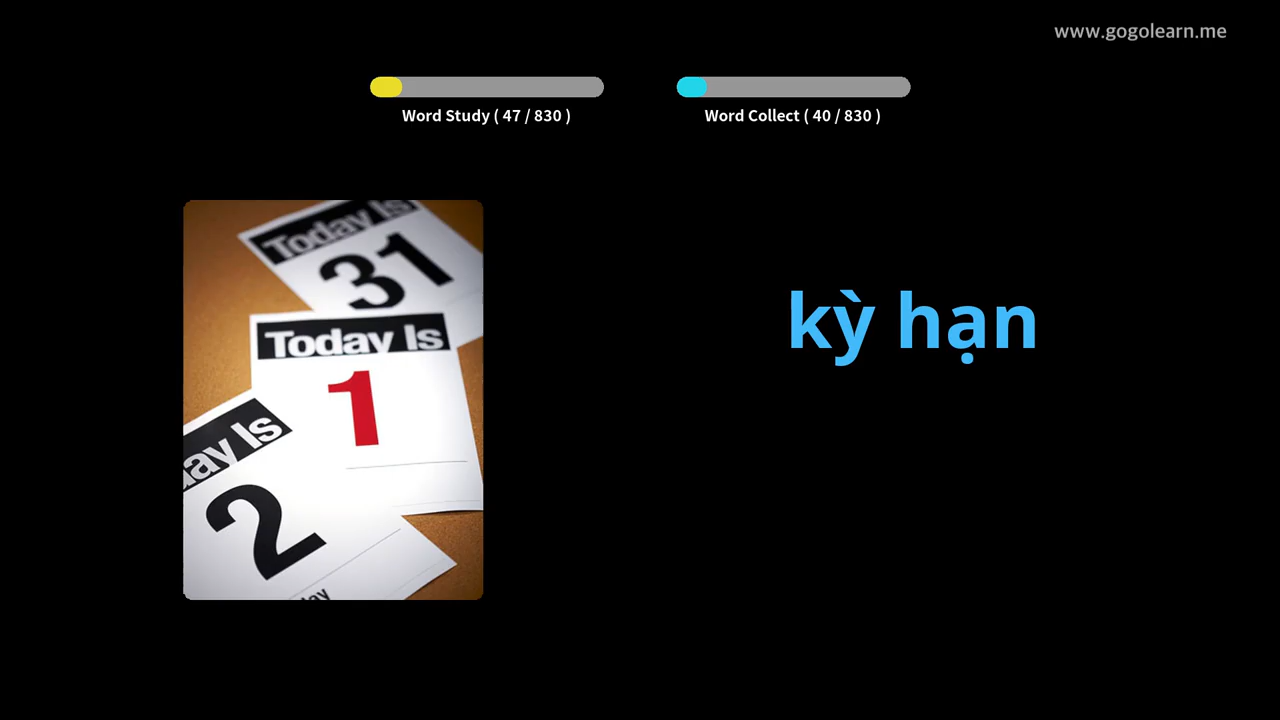 www.gogolearn.me
Word Study ( 47 / 830 )
Word Collect ( 40 / 830 )
Today Is
31
Today Is
1
ay Is
2
kỳ hạn